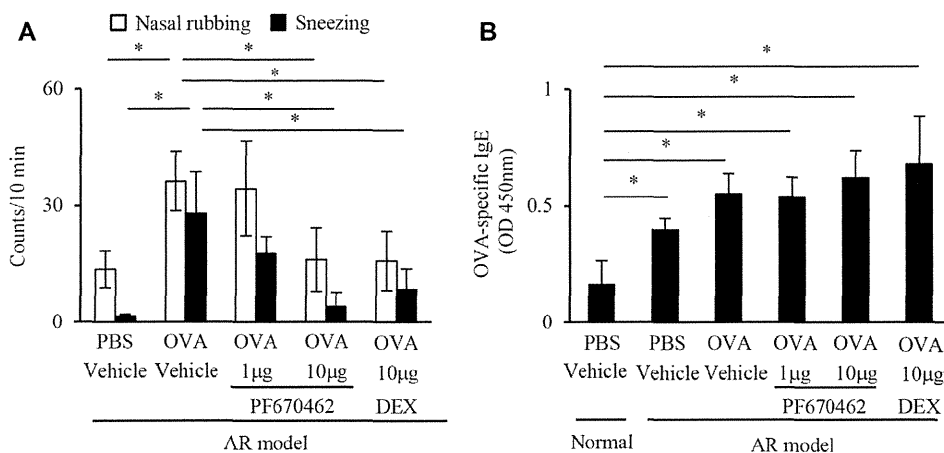 A
Nasal rubbing Sneezing
* *
*
* *
*
60
30
0
Counts/10 min
PBS OVA OVA OVA OVA
Vehicle Vehicle 1µg 10µg 10µg
PF670462 DEX
AR model
B
*
*
*
*
*
1
0.5
0
OVA-specific IgE
(OD 450nm)
PBS PBS OVA OVA OVA OVA
Vehicle Vehicle Vehicle 1µg 10µg 10µg
PF670462 DEX
Normal AR model